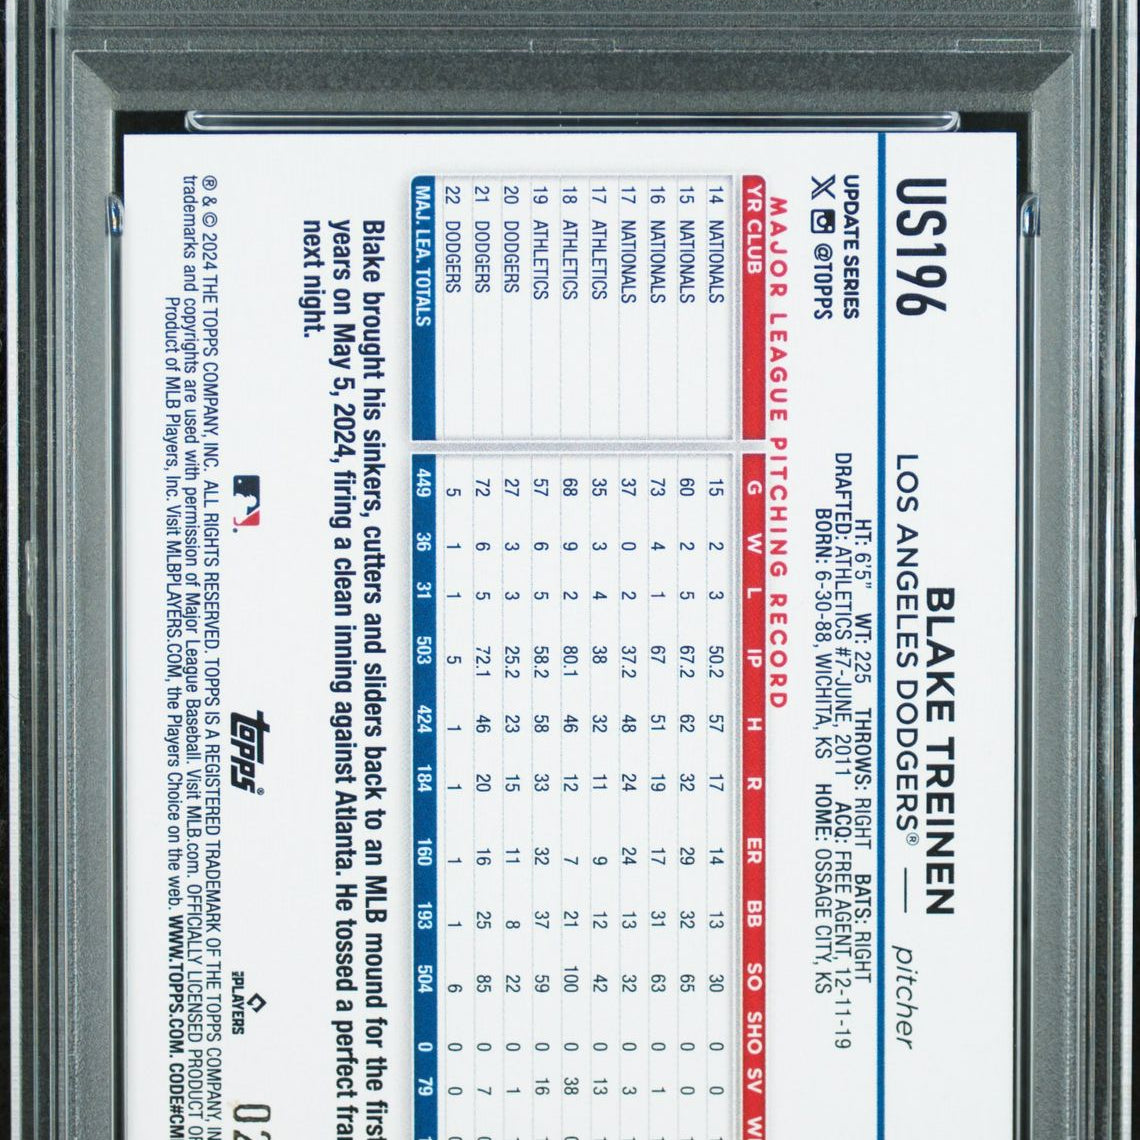 US196
BLAKE TREINEN
LOS ANGELES DODGERS® — pitcher
UPDATE SERIES
X @TOPPS
HT: 6'5" WT: 225 THROWS: RIGHT BATS: RIGHT
DRAFTED: ATHLETICS #7-JUNE, 2011 ACQ: FREE AGENT, 12-11-19
BORN: 6-30-88, WICHITA, KS HOME: OSSAGE CITY, KS
MAJOR LEAGUE PITCHING RECORD
YR CLUB G W L IP H R ER BB SO SHO SV
14 NATIONALS 15 2 3 50.2 57 17 14 13 30 0 0
15 NATIONALS 60 2 5 67.2 62 32 29 32 65 0 0
16 NATIONALS 73 4 1 67 51 19 17 31 63 0 1
17 NATIONALS 37 0 2 37.2 48 24 24 13 32 0 3
17 ATHLETICS 35 3 4 38 32 11 9 12 42 0 13
18 ATHLETICS 68 9 2 80.1 46 12 7 21 100 0 38
19 ATHLETICS 57 6 5 58.2 58 33 32 37 59 0 16
20 DODGERS 27 3 3 25.2 23 15 11 8 22 0 1
21 DODGERS 72 6 5 72.1 46 20 16 25 85 0 7
22 DODGERS 5 1 1 5 1 1 1 1 6 0 0
MAJ. LEA. TOTALS 449 36 31 503 424 184 160 193 504 0 79
Blake brought his sinkers, cutters and sliders back to an MLB mound for the first
years on May 5, 2024, firing a clean inning against Atlanta. He tossed a perfect
next night.
topps®
PLAYERS
® & © 2024 THE TOPPS COMPANY, INC. ALL RIGHTS RESERVED. TOPPS IS A REGISTERED TRADEMARK OF THE TOPPS COMPANY,
trademarks and copyrights are used with permission of Major League Baseball. Visit MLB.com. OFFICIALLY LICENSED PRODUCT
Product of MLB Players, Inc. Visit MLBPLAYERS.COM, the Players Choice on the web. WWW.TOPPS.COM. CODE#CM